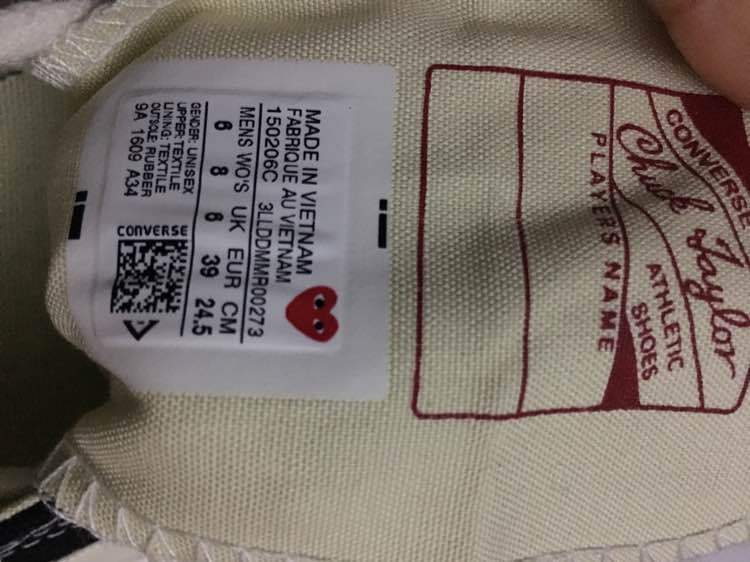 MADE IN VIETNAM
FABRIQUE AU VIETNAM
150206C 3LLDDMMR00273
MENS WO'S UK EUR CM
6 8 6 39 24.5
GENDER: UNISEX
UPPER: TEXTILE
LINING: TEXTILE
OUTSOLE: RUBBER
9A 1609 A34
CONVERSE
CONVERSE
Chuck Taylor
ATHLETIC
SHOES
PLAYER'S NAME